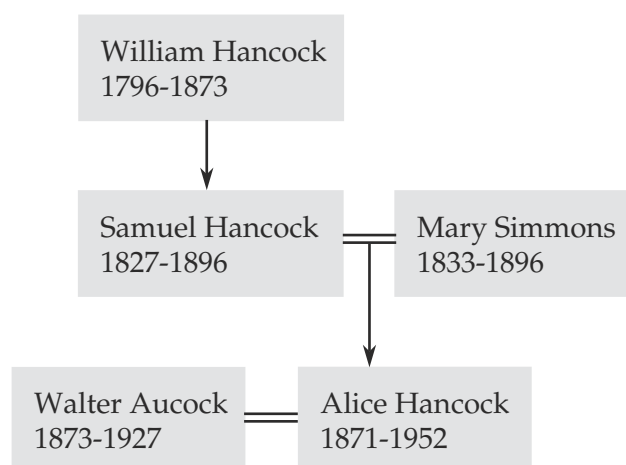 William Hancock
1796-1873
Samuel Hancock
1827-1896
Mary Simmons
1833-1896
Walter Aucock
1873-1927
Alice Hancock
1871-1952